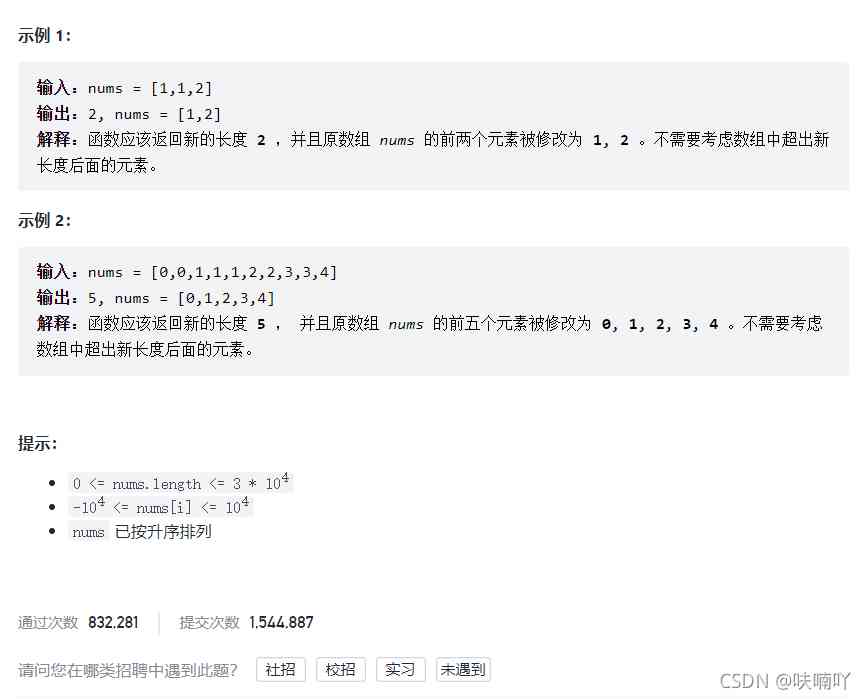 示例 1：
输入：nums = [1,1,2]
输出：2, nums = [1,2]
解释：函数应该返回新的长度 2 ，并且原数组 nums 的前两个元素被修改为 1, 2 。不需要考虑数组中超出新
长度后面的元素。
示例 2：
输入：nums = [0,0,1,1,1,2,2,3,3,4]
输出：5, nums = [0,1,2,3,4]
解释：函数应该返回新的长度 5 ， 并且原数组 nums 的前五个元素被修改为 0, 1, 2, 3, 4 。不需要考虑
数组中超出新长度后面的元素。
提示：
• 0 <= nums.length <= 3 * 10⁴
• -10⁴ <= nums[i] <= 10⁴
• nums 已按升序排列
通过次数 832,281 提交次数 1,544,887
请问您在哪类招聘中遇到此题？ 社招 校招 实习 未遇到
CSDN @呋喃吖